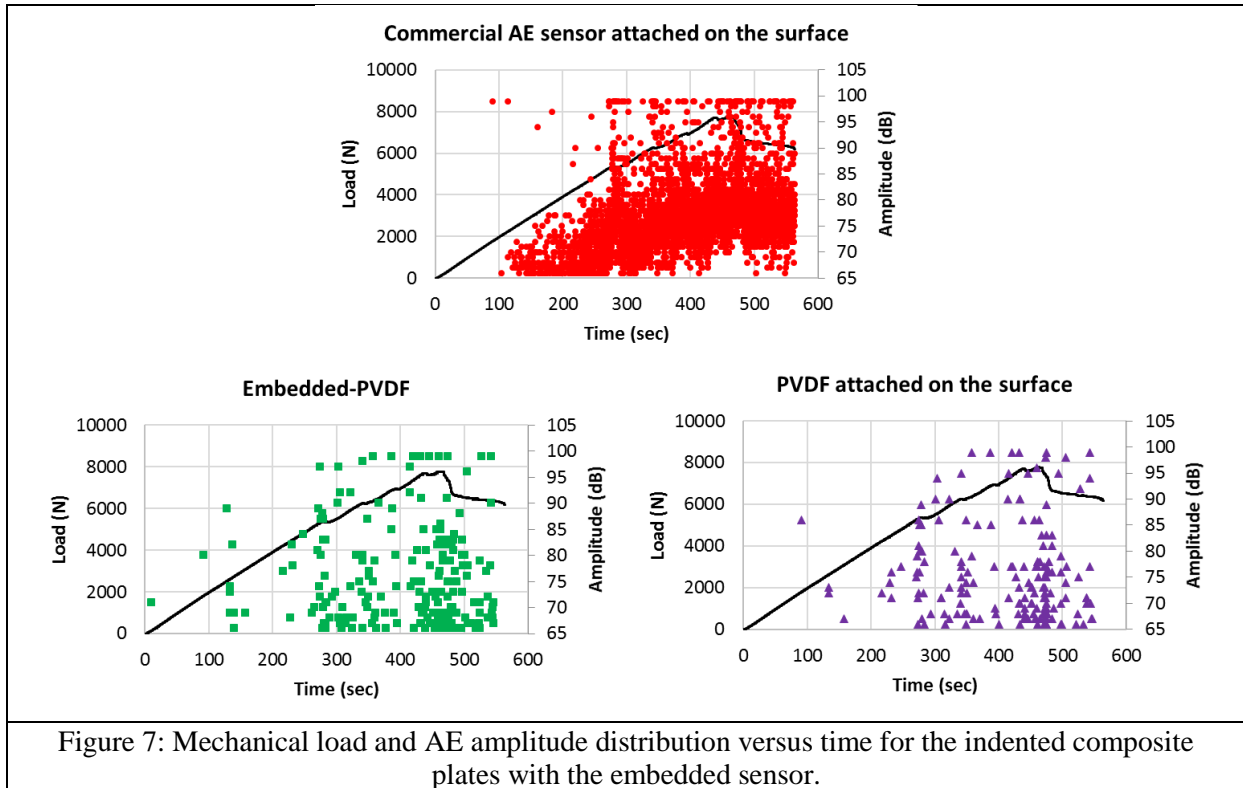 Commercial AE sensor attached on the surface
10000
8000
6000
4000
2000
0
Load (N)
105
100
95
90
85
80
75
70
65
Amplitude (dB)
0 100 200 300 400 500 600
Time (sec)
Embedded-PVDF
10000
8000
6000
4000
2000
0
Load (N)
105
100
95
90
85
80
75
70
65
Amplitude (dB)
0 100 200 300 400 500 600
Time (sec)
PVDF attached on the surface
10000
8000
6000
4000
2000
0
Load (N)
105
100
95
90
85
80
75
70
65
Amplitude (dB)
0 100 200 300 400 500 600
Time (sec)
Figure 7: Mechanical load and AE amplitude distribution versus time for the indented composite
plates with the embedded sensor.